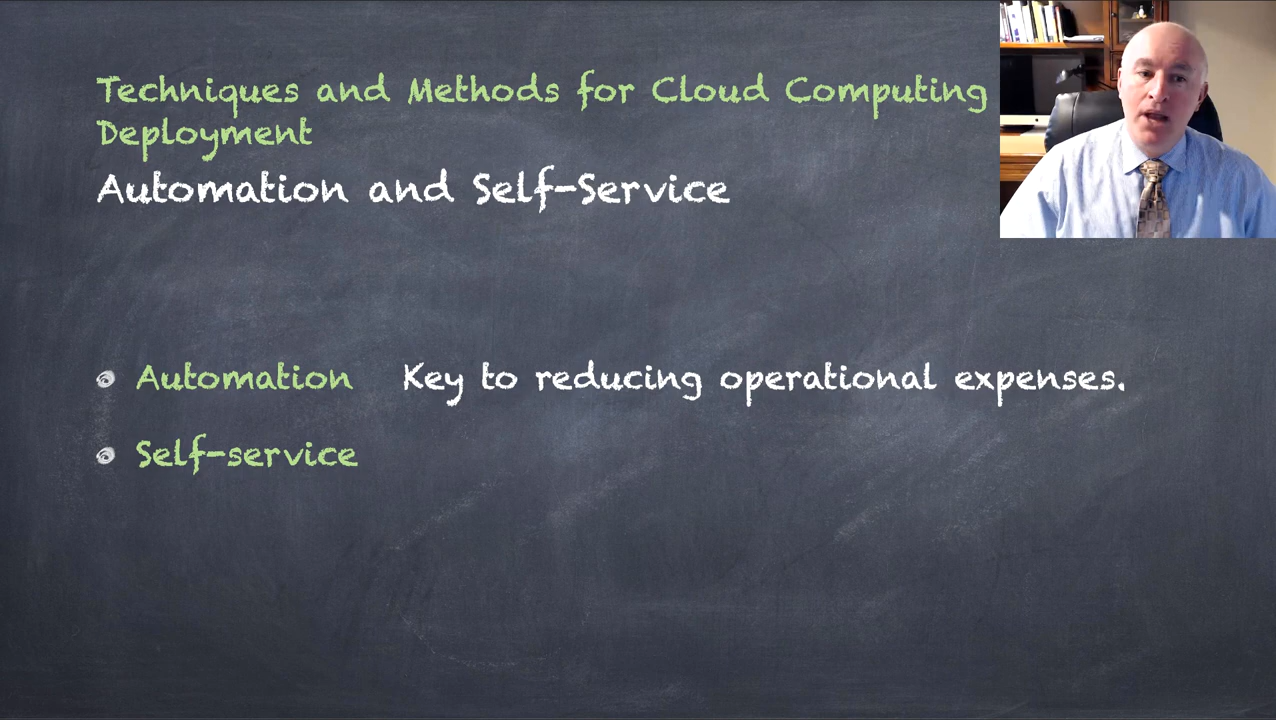 Techniques and Methods for Cloud Computing
Deployment
Automation and Self-Service
Automation Key to reducing operational expenses.
Self-service